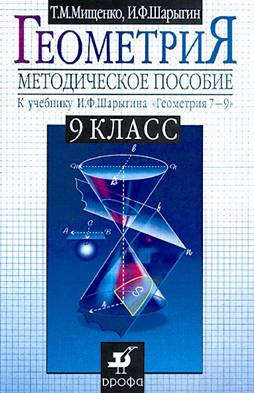 Т.М.Мищенко, И.Ф.Шарыгин
ГЕОМЕТРИЯ
МЕТОДИЧЕСКОЕ ПОСОБИЕ
К учебнику И.Ф.Шарыгина «Геометрия 7–9»
9 КЛАСС
ДРОФА